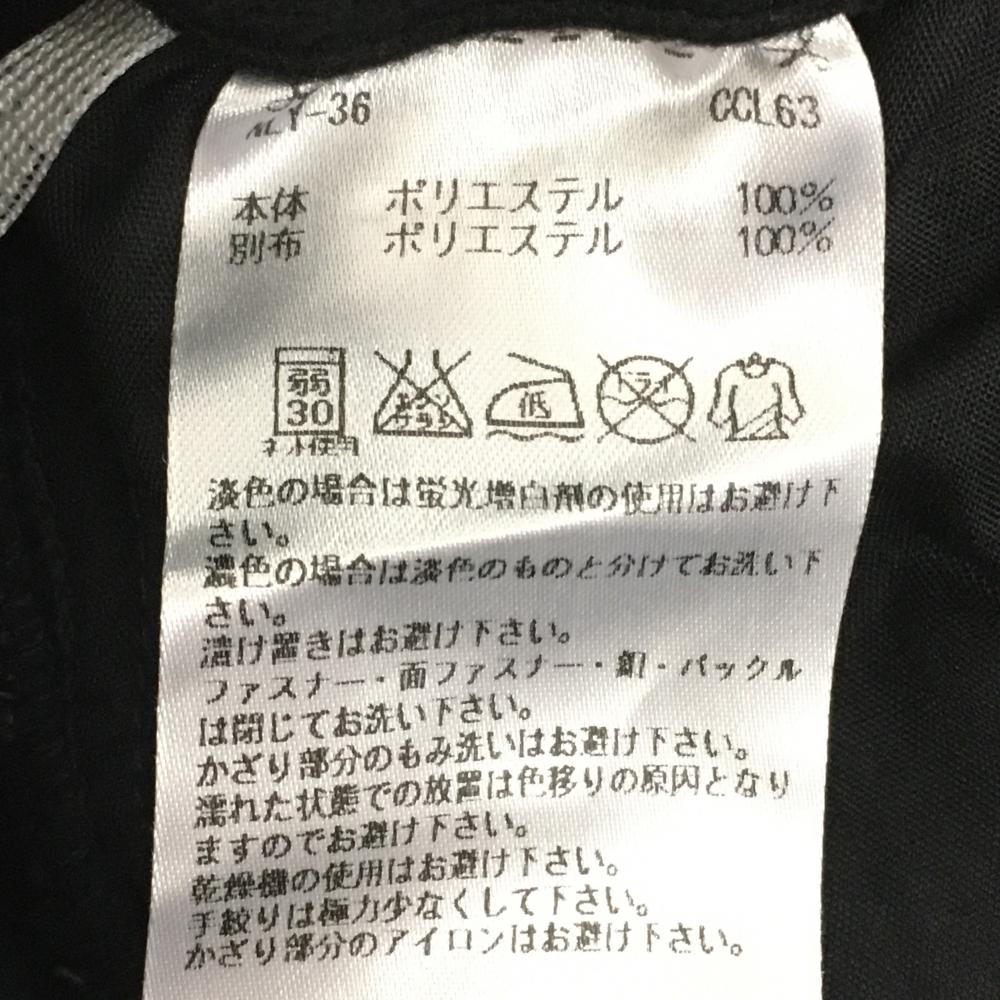 -36 CCL63
本体 ポリエステル 100%
別布 ポリエステル 100%
弱 30 低 ドライ
ネット使用
淡色の場合は蛍光増白剤の使用はお避け下
さい。
濃色の場合は淡色のものと分けてお洗い下
さい。
漬け置きはお避け下さい。
ファスナー・面ファスナー・釦・バックル
は閉じてお洗い下さい。
かざり部分のもみ洗いはお避け下さい。
濡れた状態での放置は色移りの原因となり
ますのでお避け下さい。
乾燥機の使用はお避け下さい。
手絞りは極力少なくして下さい。
かざり部分のアイロンはお避け下さい。